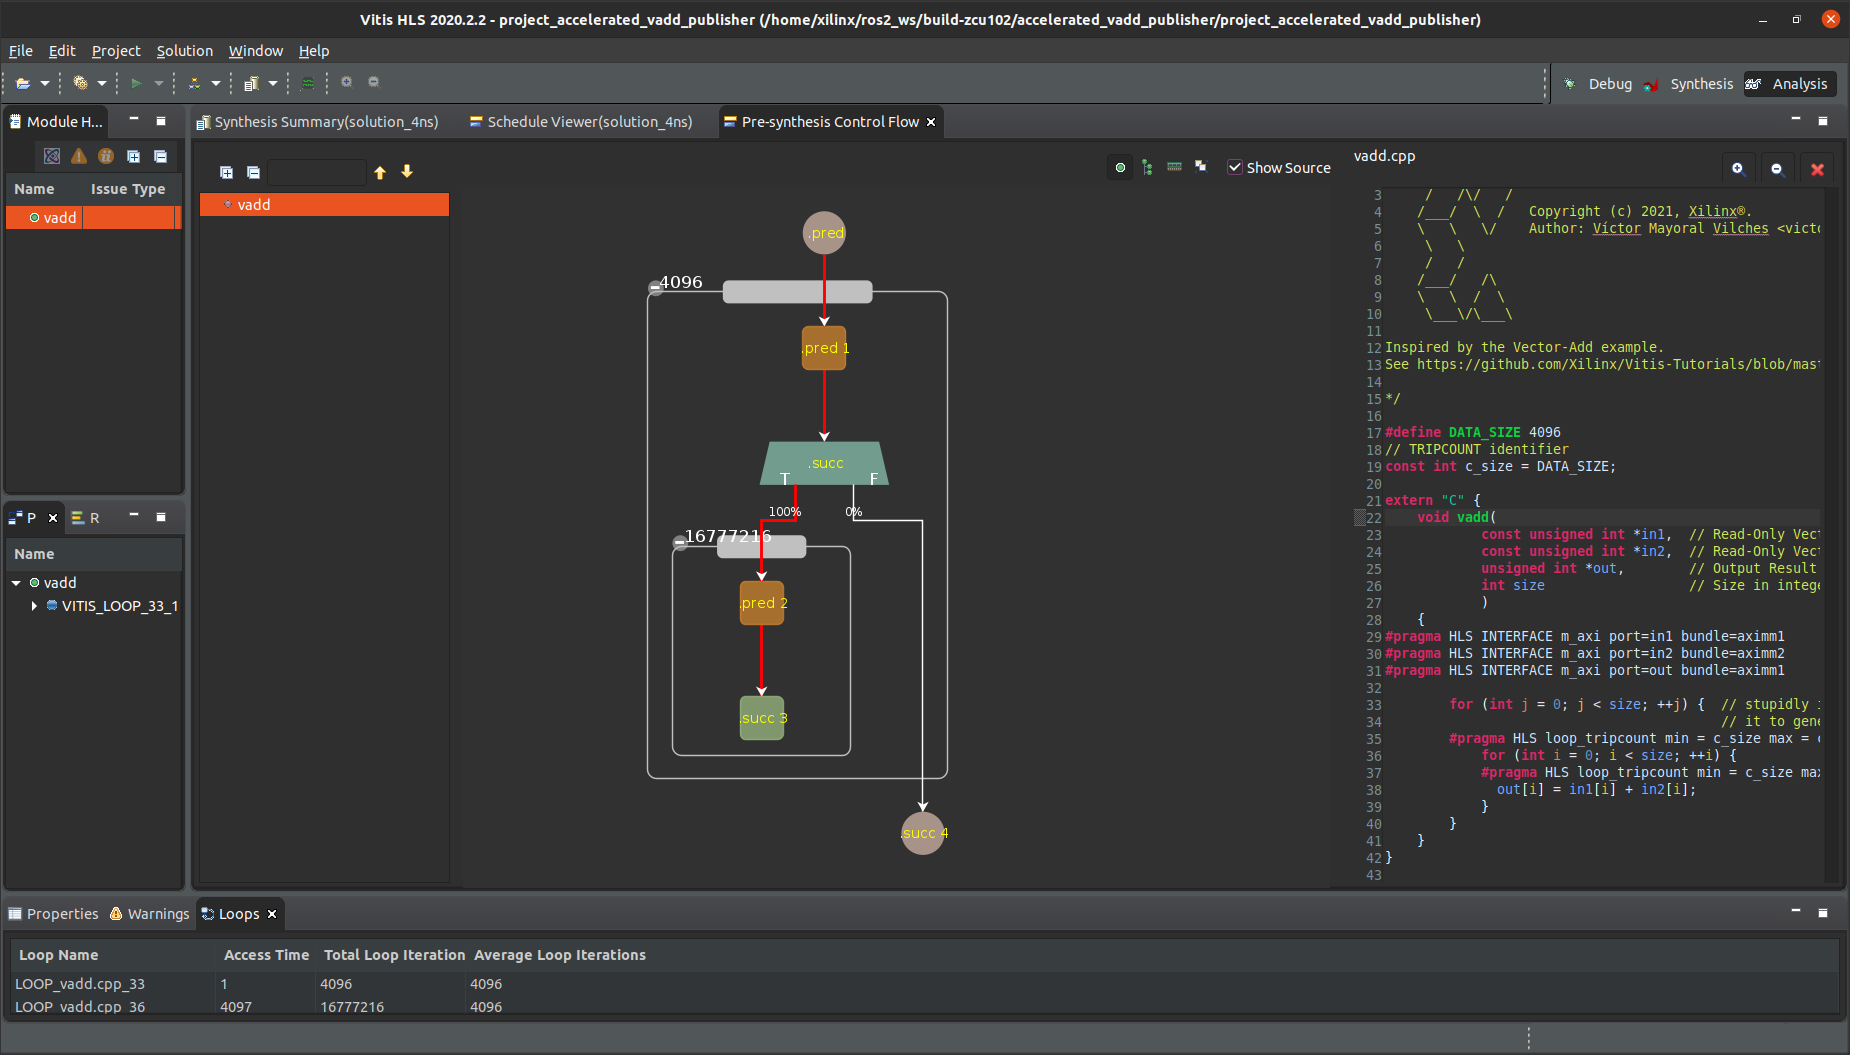 Vitis HLS 2020.2.2 - project_accelerated_vadd_publisher (/home/xilinx/ros2_ws/build-zcu102/accelerated_vadd_publisher/project_accelerated_vadd_publisher)
File Edit Project Solution Window Help
Debug Synthesis Analysis
Module H...
Name Issue Type
vadd
P R
Name
vadd
VITIS_LOOP_33_1
Synthesis Summary(solution_4ns) Schedule Viewer(solution_4ns) Pre-synthesis Control Flow
Show Source
vadd
.pred
4096
.pred 1
.succ
T F
100% 0%
16777216
.pred 2
.succ 3
.succ 4
vadd.cpp
3 / /\/ /
4 /___/ \ / Copyright (c) 2021, Xilinx®.
5 \ \ \/ Author: Víctor Mayoral Vilches <victo
6 \ \
7 / /
8 /___/ /\
9 \ \ / \
10 \___\/\___\
11
12 Inspired by the Vector-Add example.
13 See https://github.com/Xilinx/Vitis-Tutorials/blob/mast
14
15 */
16
17 #define DATA_SIZE 4096
18 // TRIPCOUNT identifier
19 const int c_size = DATA_SIZE;
20
21 extern "C" {
22 void vadd(
23 const unsigned int *in1, // Read-Only Vect
24 const unsigned int *in2, // Read-Only Vect
25 unsigned int *out, // Output Result
26 int size // Size in intege
27 )
28 {
29 #pragma HLS INTERFACE m_axi port=in1 bundle=aximm1
30 #pragma HLS INTERFACE m_axi port=in2 bundle=aximm2
31 #pragma HLS INTERFACE m_axi port=out bundle=aximm1
32
33 for (int j = 0; j < size; ++j) { // stupidly i
34 // it to gene
35 #pragma HLS loop_tripcount min = c_size max = c
36 for (int i = 0; i < size; ++i) {
37 #pragma HLS loop_tripcount min = c_size max
38 out[i] = in1[i] + in2[i];
39 }
40 }
41 }
42 }
43
Properties Warnings Loops
Loop Name Access Time Total Loop Iteration Average Loop Iterations
LOOP_vadd.cpp_33 1 4096 4096
LOOP_vadd.cpp_36 4097 16777216 4096